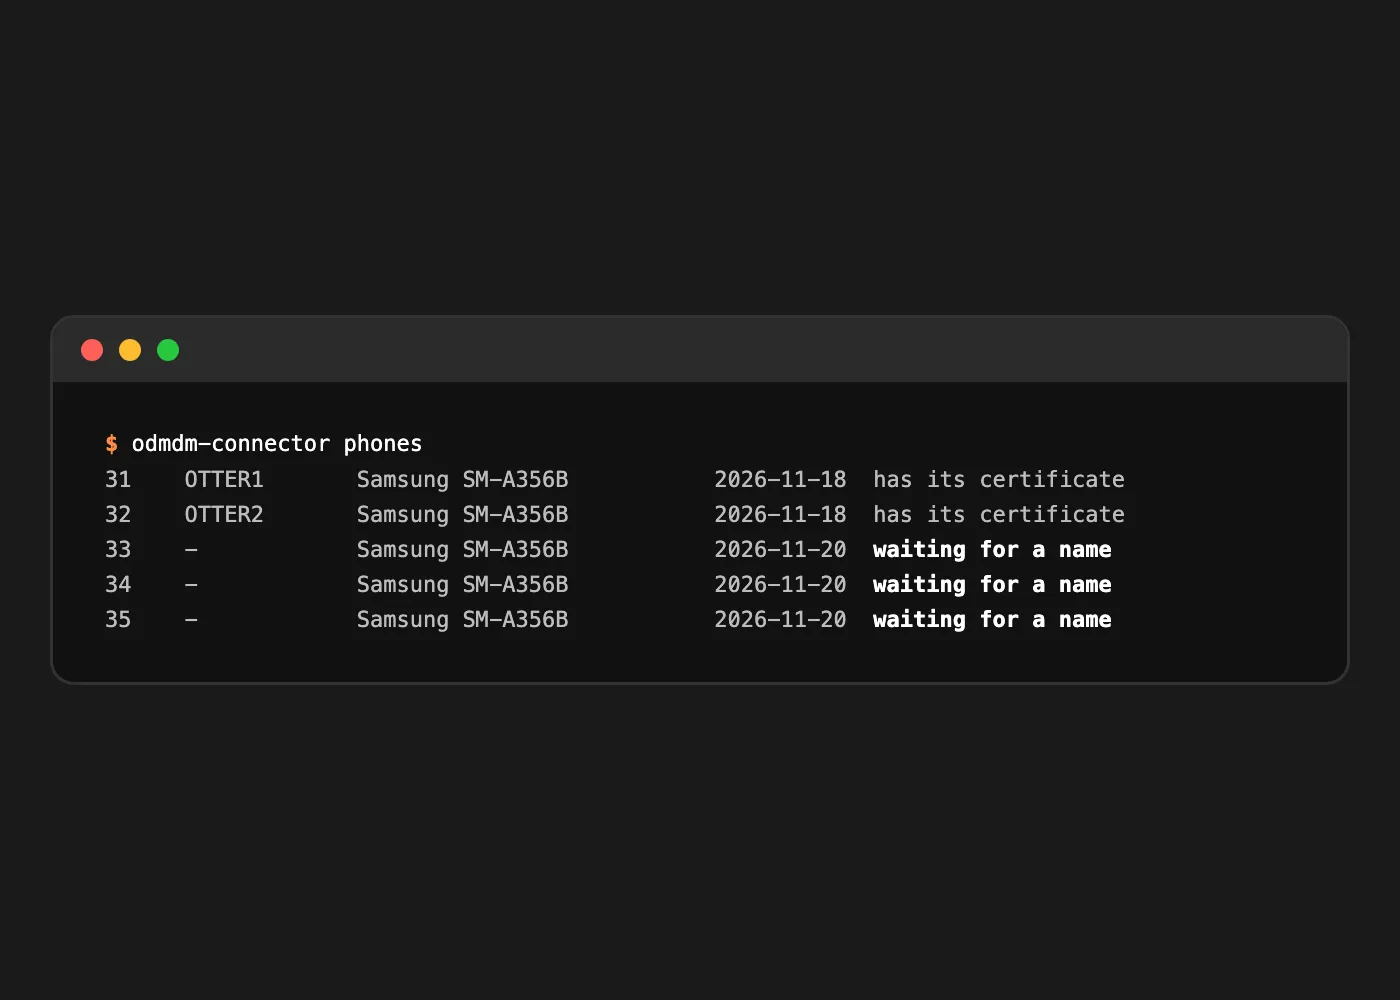 $ odmdm-connector phones
31    OTTER1       Samsung SM-A356B           2026-11-18  has its certificate
32    OTTER2       Samsung SM-A356B           2026-11-18  has its certificate
33    -            Samsung SM-A356B           2026-11-20  waiting for a name
34    -            Samsung SM-A356B           2026-11-20  waiting for a name
35    -            Samsung SM-A356B           2026-11-20  waiting for a name